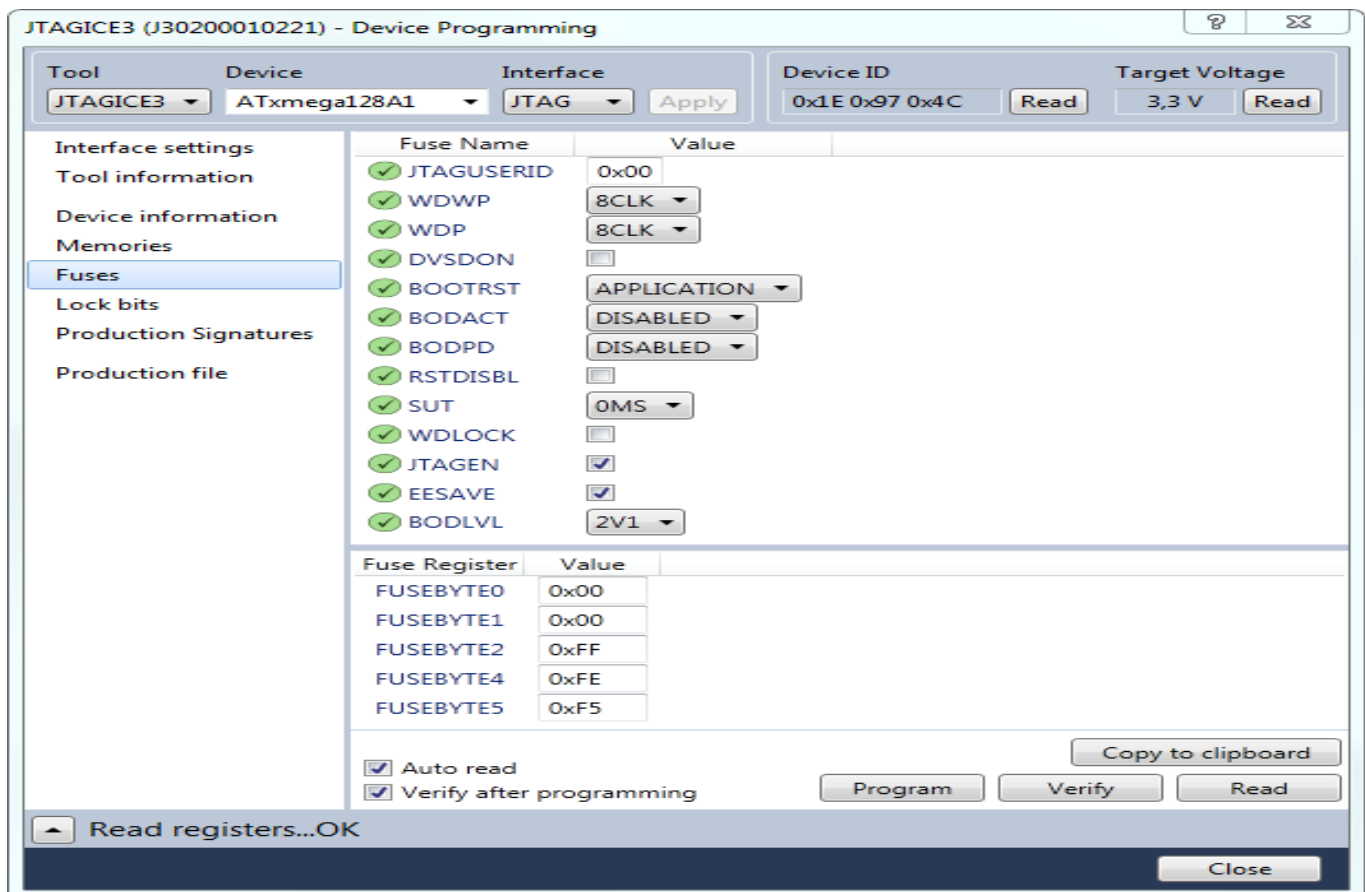 JTAGICE3 (J30200010221) - Device Programming
Tool Device Interface Device ID Target Voltage
JTAGICE3 ATxmega128A1 JTAG Apply 0x1E 0x97 0x4C Read 3,3 V Read
Interface settings
Tool information
Device information
Memories
Fuses
Lock bits
Production Signatures
Production file
Fuse Name Value
JTAGUSERID 0x00
WDWP 8CLK
WDP 8CLK
DVSDON
BOOTRST APPLICATION
BODACT DISABLED
BODPD DISABLED
RSTDISBL
SUT 0MS
WDLOCK
JTAGEN
EESAVE
BODLVL 2V1
Fuse Register Value
FUSEBYTE0 0x00
FUSEBYTE1 0x00
FUSEBYTE2 0xFF
FUSEBYTE4 0xFE
FUSEBYTE5 0xF5
Copy to clipboard
Auto read
Verify after programming Program Verify Read
Read registers...OK
Close